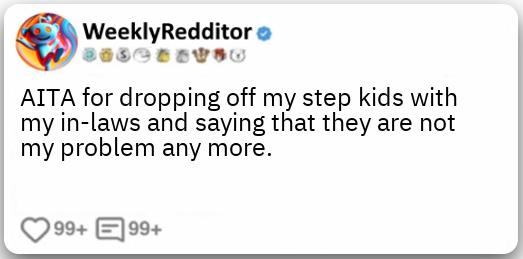 WeeklyRedditor
AITA for dropping off my step kids with
my in-laws and saying that they are not
my problem any more.
99+ 99+